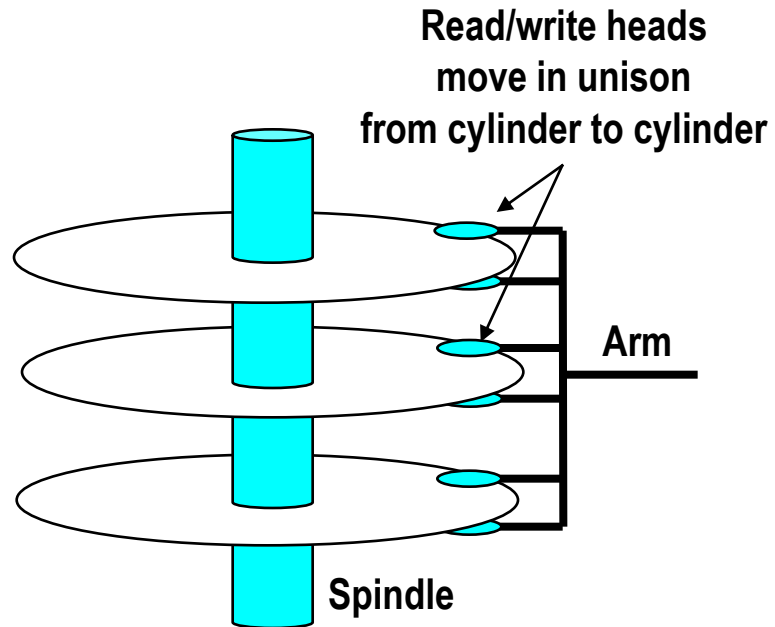 Read/write heads
move in unison
from cylinder to cylinder
Arm
Spindle